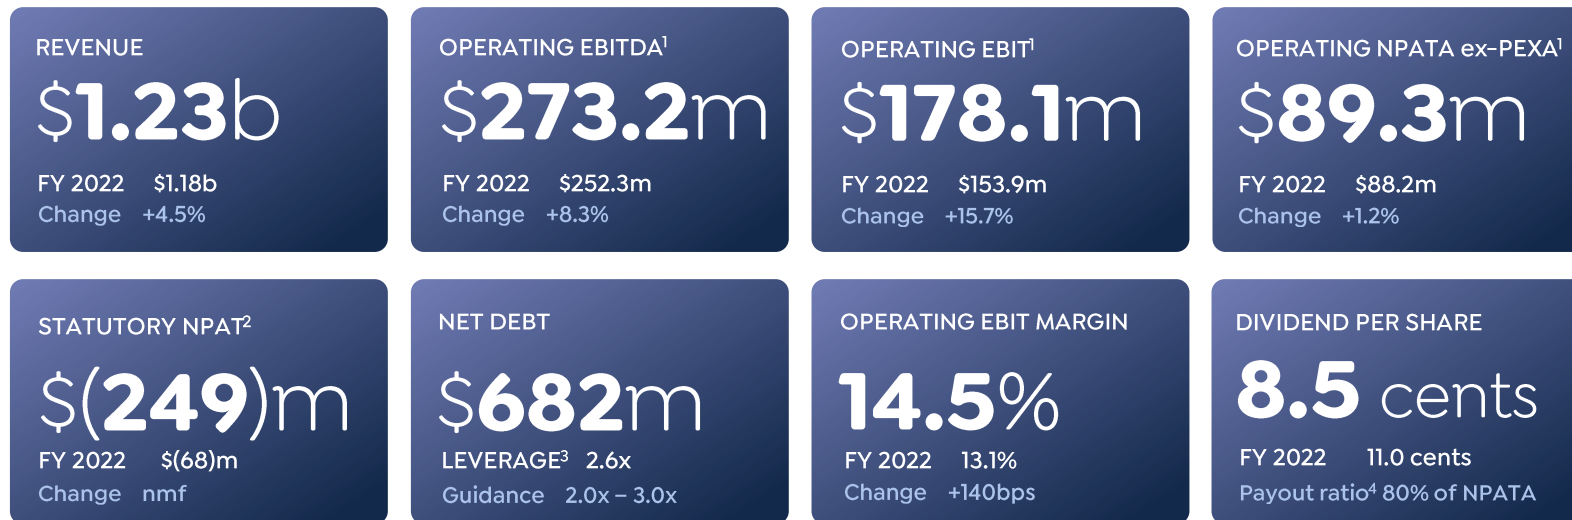 REVENUE
$1.23b
FY 2022 $1.18b
Change +4.5%
OPERATING EBITDA¹
$273.2m
FY 2022 $252.3m
Change +8.3%
OPERATING EBIT¹
$178.1m
FY 2022 $153.9m
Change +15.7%
OPERATING NPATA ex-PEXA¹
$89.3m
FY 2022 $88.2m
Change +1.2%
STATUTORY NPAT²
$(249)m
FY 2022 $(68)m
Change nmf
NET DEBT
$682m
LEVERAGE³ 2.6x
Guidance 2.0x – 3.0x
OPERATING EBIT MARGIN
14.5%
FY 2022 13.1%
Change +140bps
DIVIDEND PER SHARE
8.5 cents
FY 2022 11.0 cents
Payout ratio⁴ 80% of NPATA